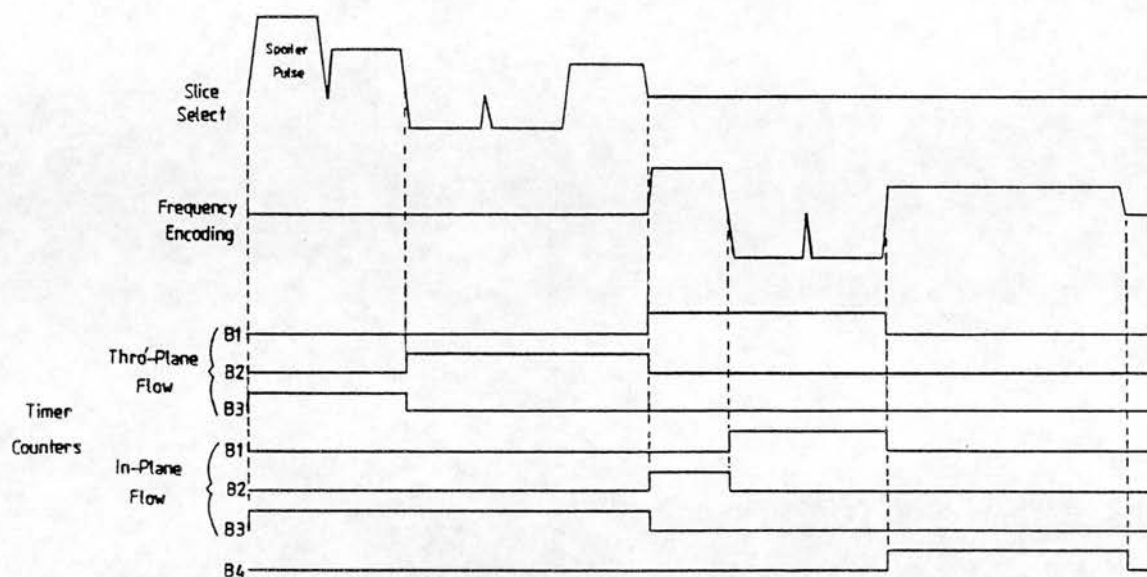 Spoiler
Pulse
Slice
Select
Frequency
Encoding
B1
Thro'-Plane
Flow
B2
B3
Timer
Counters
B1
In-Plane
Flow
B2
B3
B4